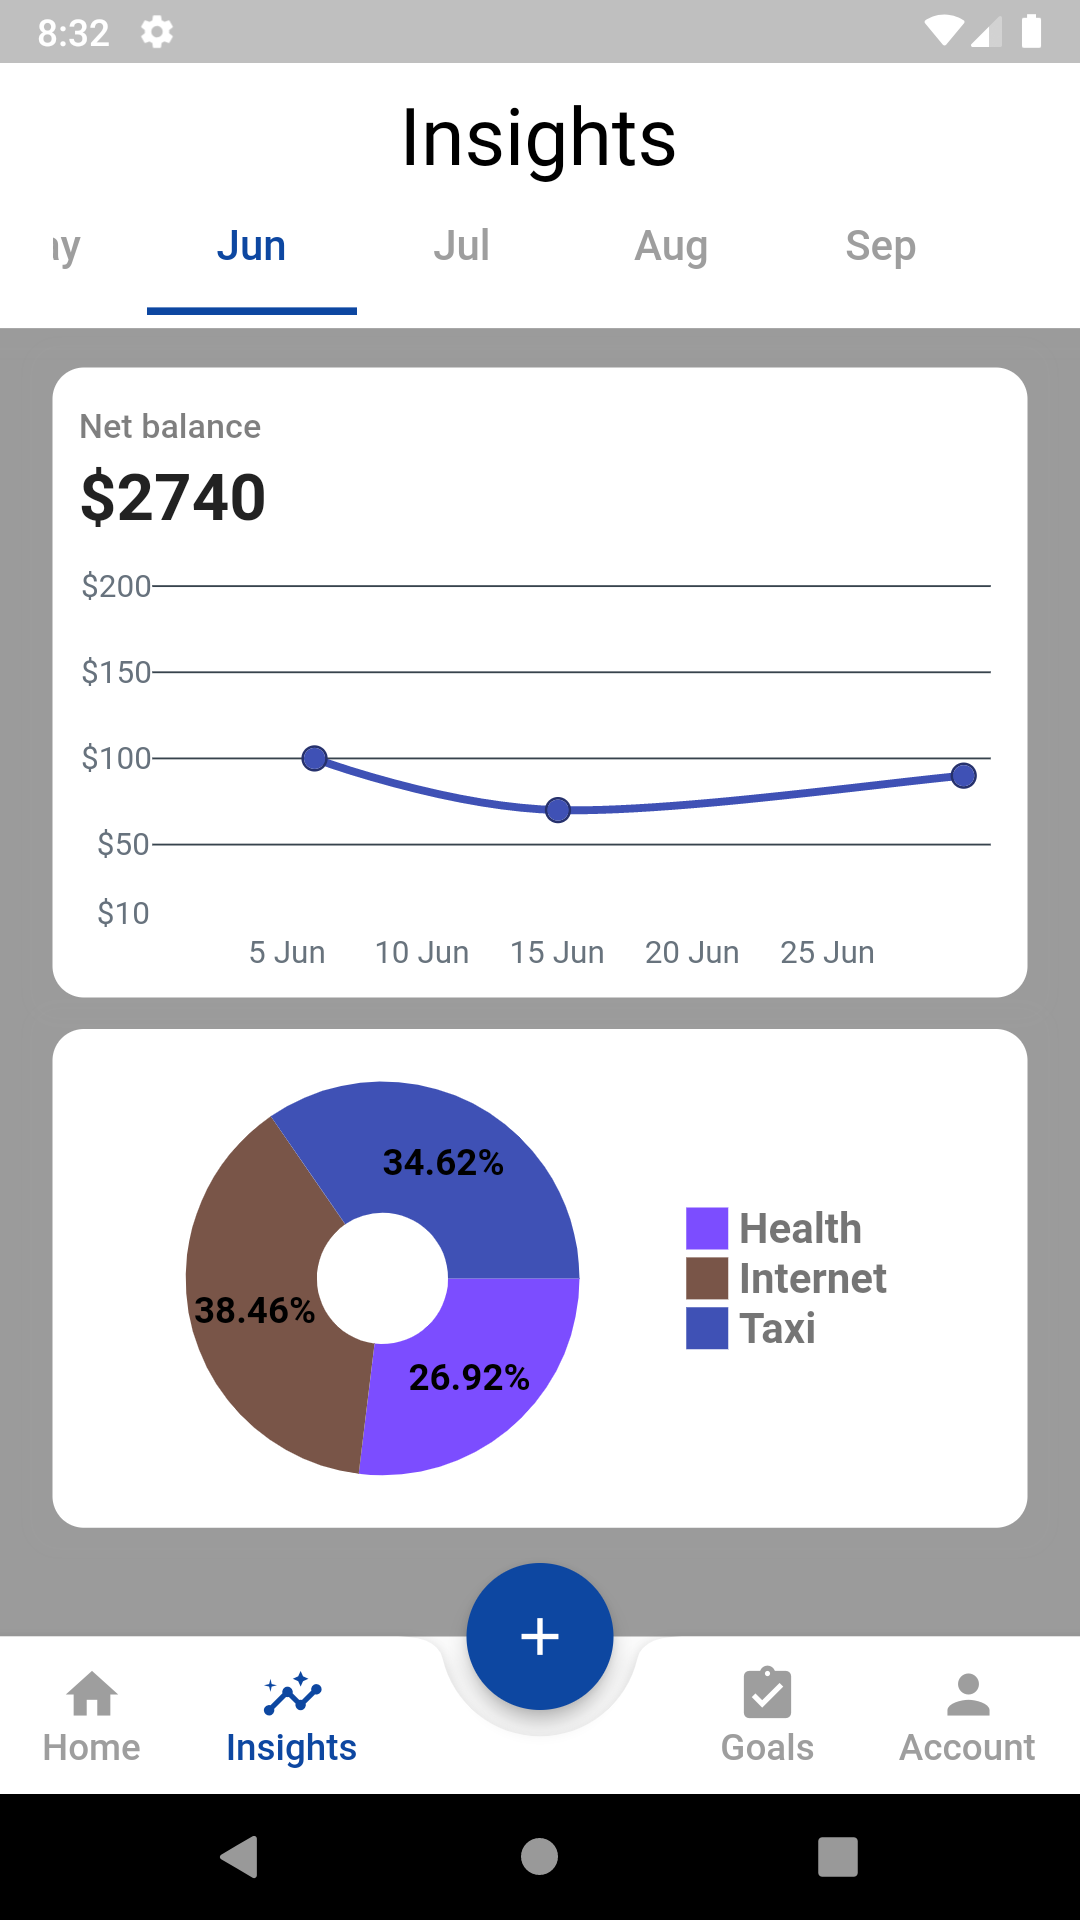 8:32
Insights
ay Jun Jul Aug Sep
Net balance
$2740
$200
$150
$100
$50
$10
5 Jun 10 Jun 15 Jun 20 Jun 25 Jun
34.62%
38.46%
26.92%
Health
Internet
Taxi
+
Home Insights Goals Account